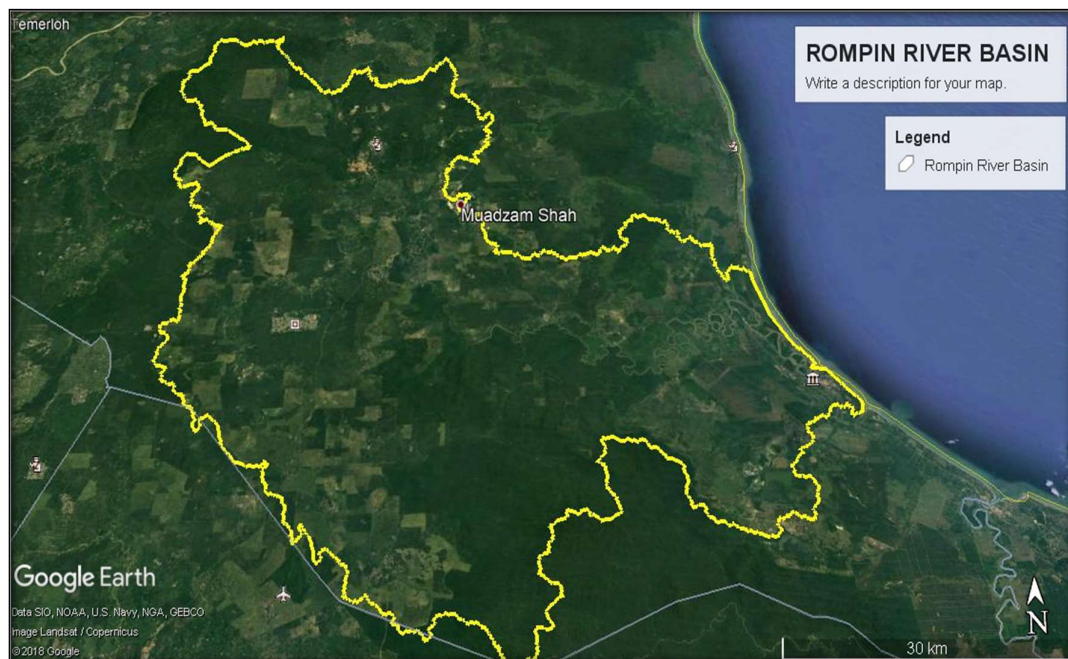 Temerloh
ROMPIN RIVER BASIN
Write a description for your map.
Legend
Rompin River Basin
Muadzam Shah
Google Earth
Data SIO, NOAA, U.S. Navy, NGA, GEBCO
Image Landsat / Copernicus
© 2018 Google
N
30 km